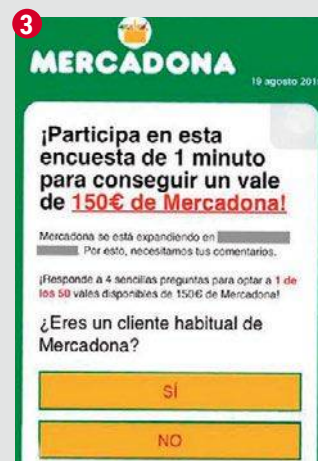 3
MERCADONA
19 agosto 201
¡Participa en esta
encuesta de 1 minuto
para conseguir un vale
de 150€ de Mercadona!
Mercadona se está expandiendo en
. Por esto, necesitamos tus comentarios.
¡Responde a 4 sencillas preguntas para optar a 1 de
los 50 vales disponibles de 150€ de Mercadona!
¿Eres un cliente habitual de
Mercadona?
SÍ
NO